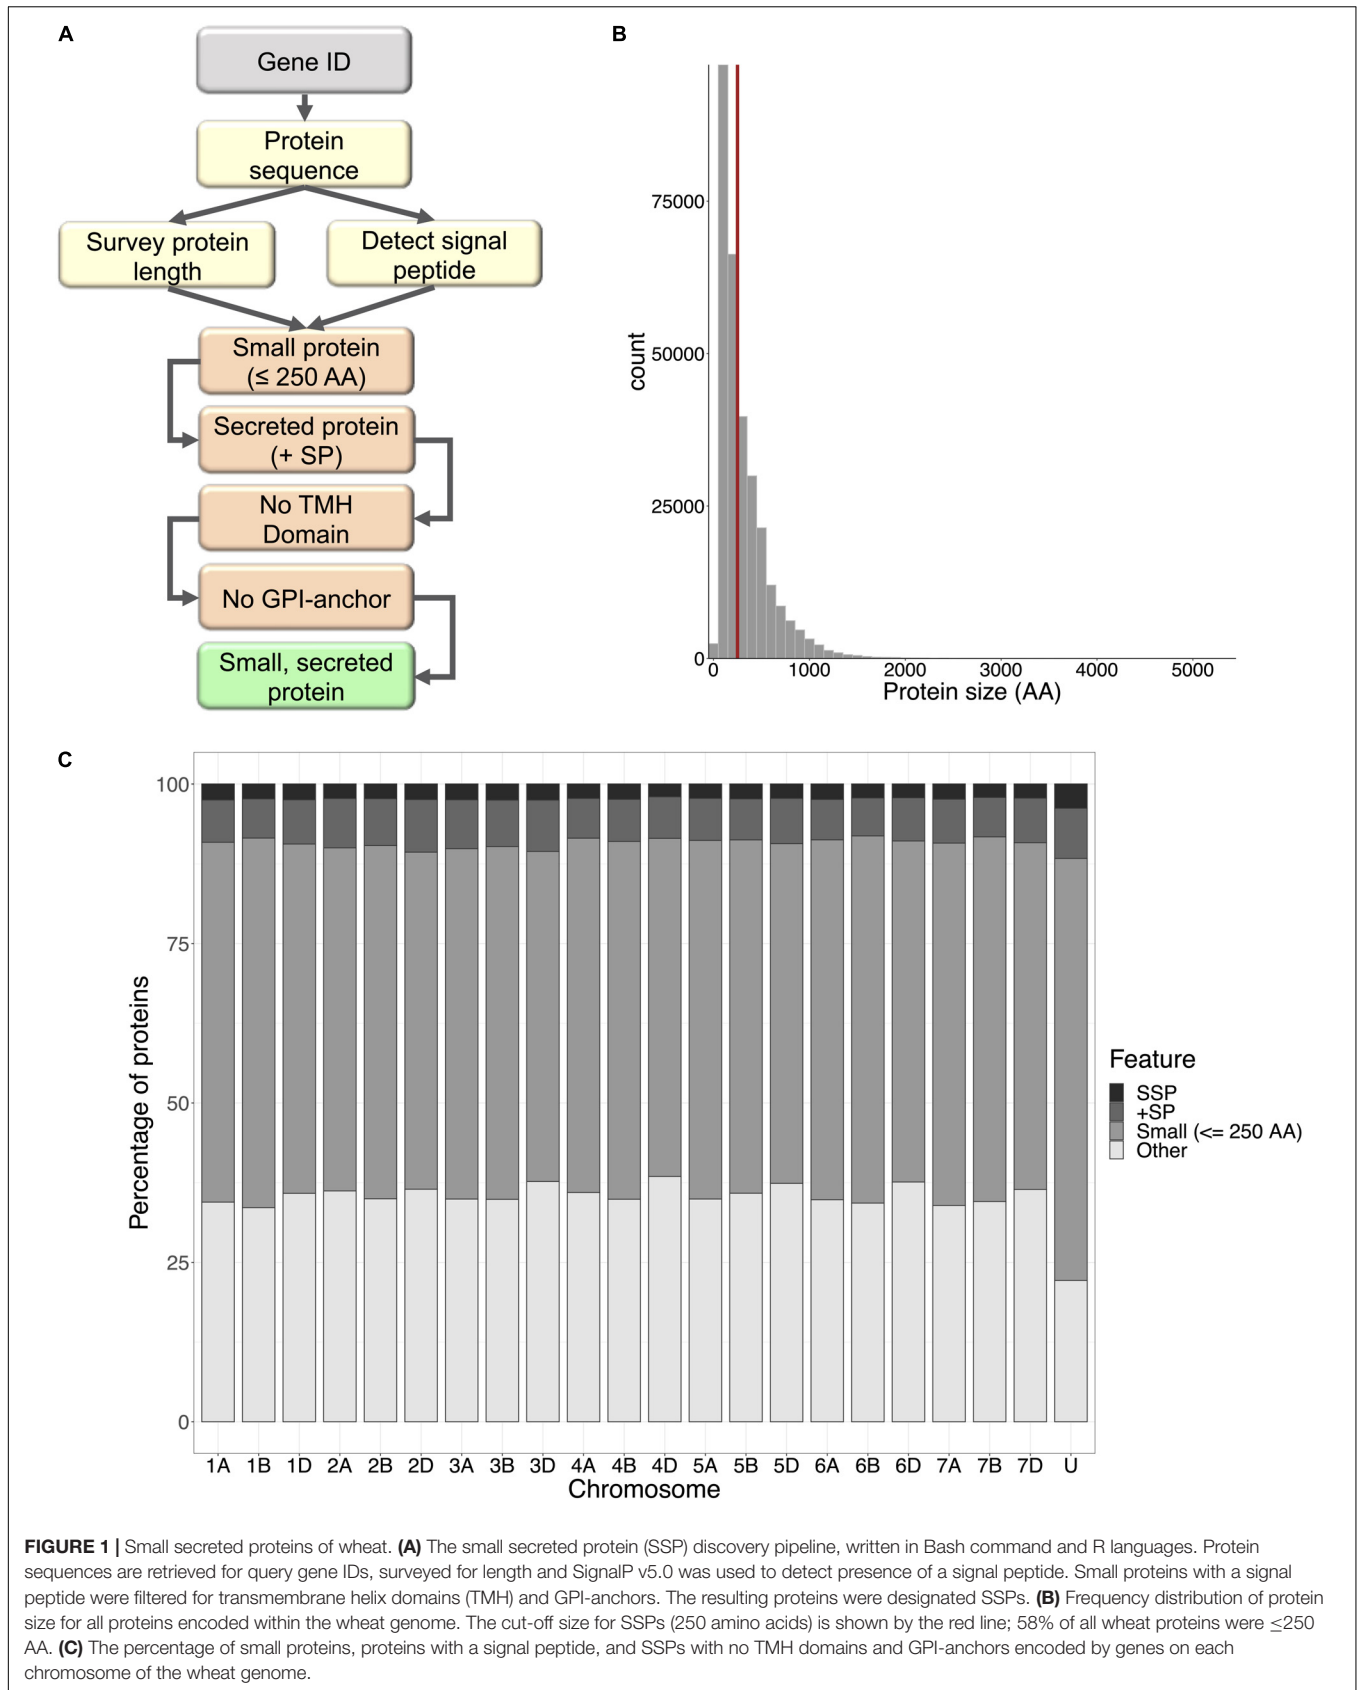 A
Gene ID
Protein
sequence
Survey protein
length
Detect signal
peptide
Small protein
(≤ 250 AA)
Secreted protein
(+ SP)
No TMH
Domain
No GPI-anchor
Small, secreted
protein
B
75000
50000
25000
0
count
0 1000 2000 3000 4000 5000
Protein size (AA)
C
100
75
50
25
0
Percentage of proteins
1A 1B 1D 2A 2B 2D 3A 3B 3D 4A 4B 4D 5A 5B 5D 6A 6B 6D 7A 7B 7D U
Chromosome
Feature
SSP
+SP
Small (<= 250 AA)
Other
FIGURE 1 | Small secreted proteins of wheat. (A) The small secreted protein (SSP) discovery pipeline, written in Bash command and R languages. Protein
sequences are retrieved for query gene IDs, surveyed for length and SignalP v5.0 was used to detect presence of a signal peptide. Small proteins with a signal
peptide were filtered for transmembrane helix domains (TMH) and GPI-anchors. The resulting proteins were designated SSPs. (B) Frequency distribution of protein
size for all proteins encoded within the wheat genome. The cut-off size for SSPs (250 amino acids) is shown by the red line; 58% of all wheat proteins were ≤250
AA. (C) The percentage of small proteins, proteins with a signal peptide, and SSPs with no TMH domains and GPI-anchors encoded by genes on each
chromosome of the wheat genome.